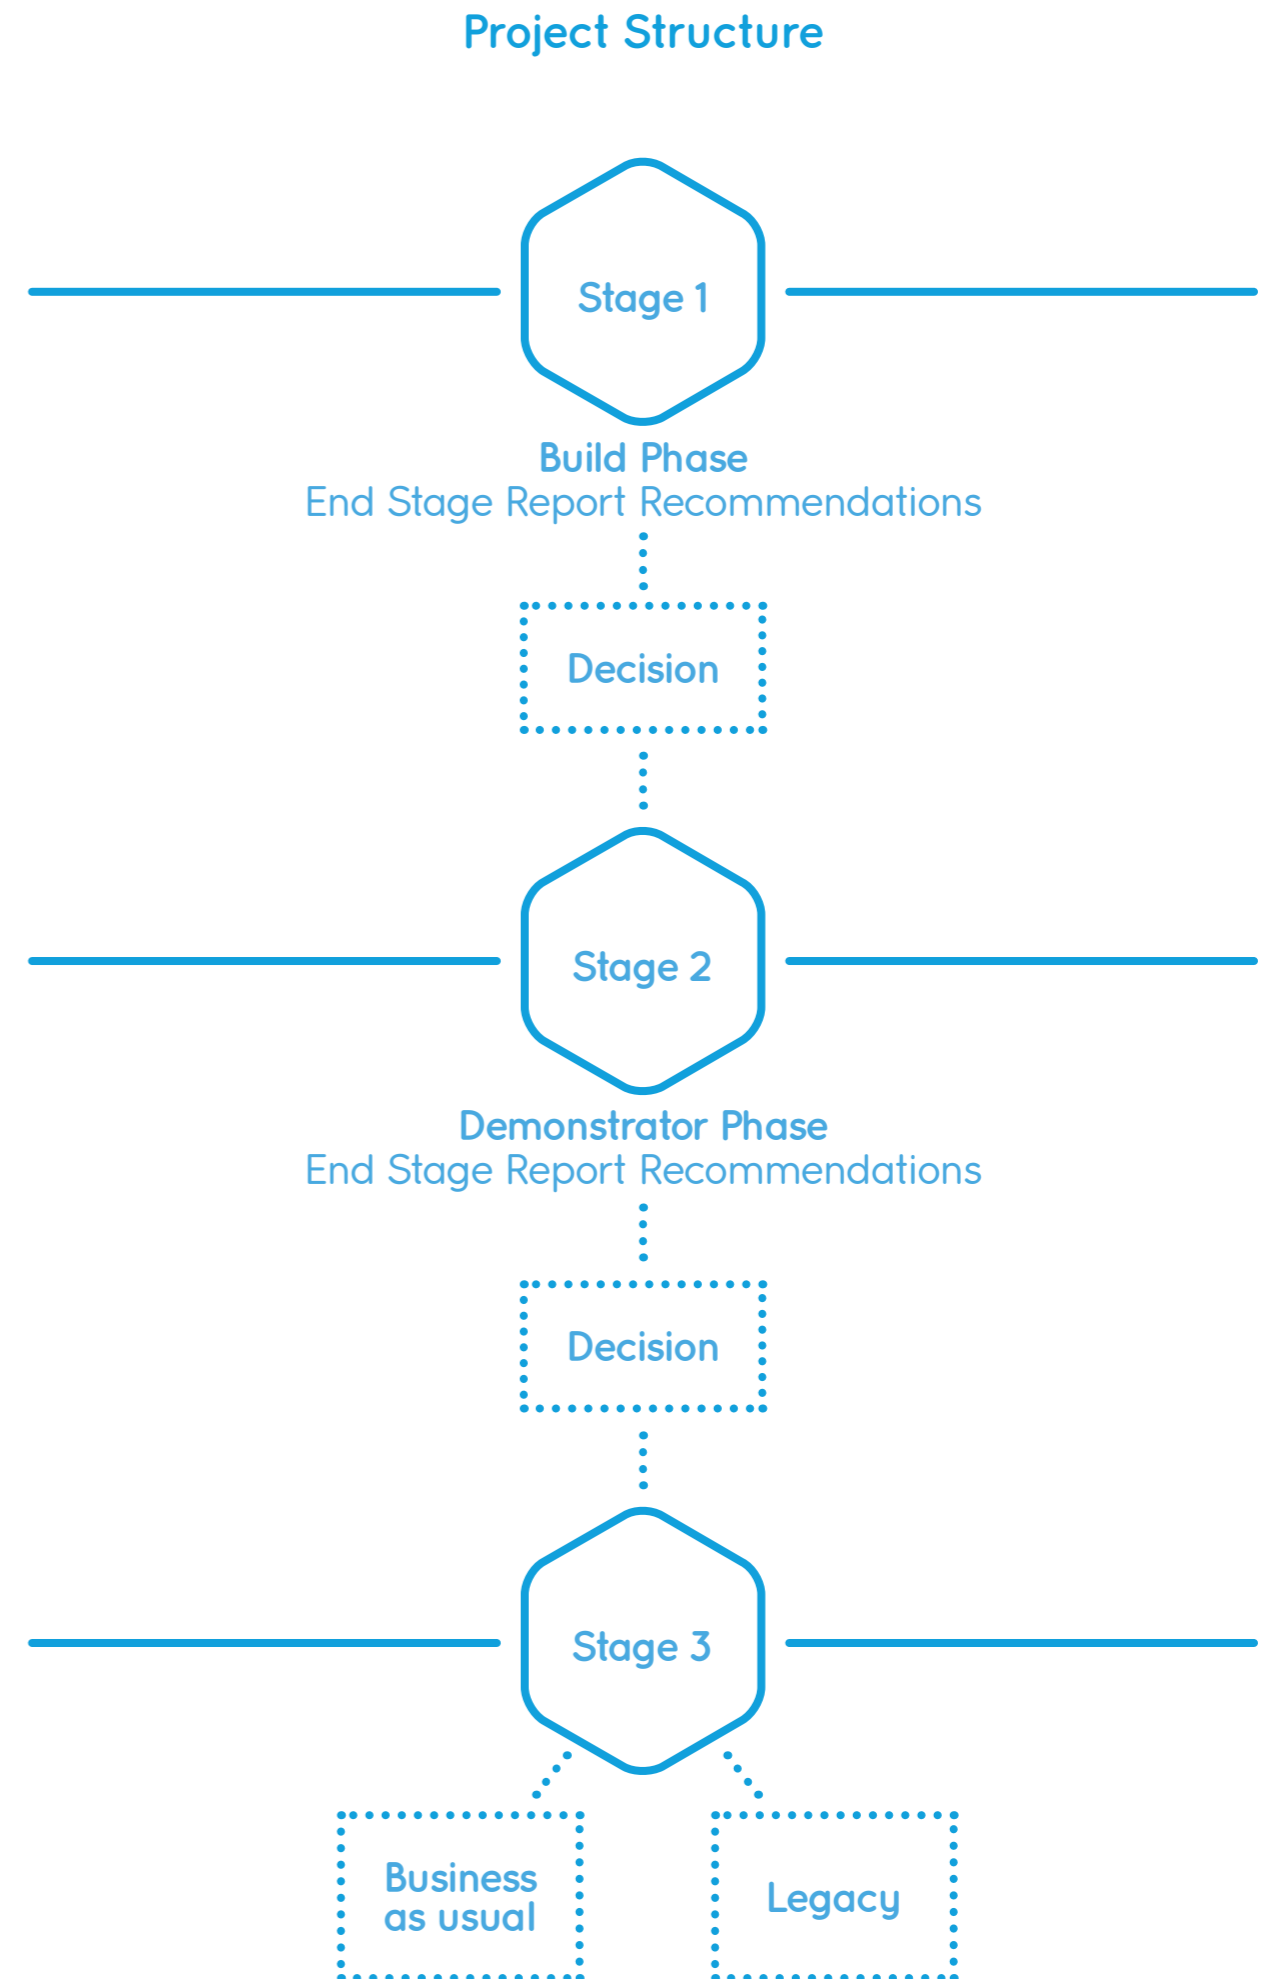 Project Structure
Stage 1
Build Phase
End Stage Report Recommendations
Decision
Stage 2
Demonstrator Phase
End Stage Report Recommendations
Decision
Stage 3
Business
as usual
Legacy